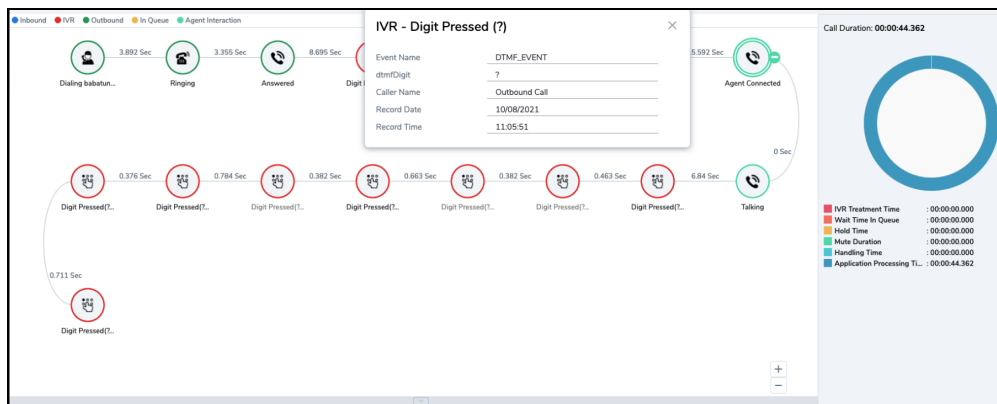 Inbound IVR Outbound In Queue Agent Interaction
IVR - Digit Pressed (?)
Event Name DTMF_EVENT
dtmfDigit ?
Caller Name Outbound Call
Record Date 10/08/2021
Record Time 11:05:51
Call Duration: 00:00:44.362
3.892 Sec 3.355 Sec 8.695 Sec 5.592 Sec
Dialing babatun... Ringing Answered Digit Agent Connected
0 Sec
0.376 Sec 0.784 Sec 0.382 Sec 0.663 Sec 0.382 Sec 0.463 Sec 6.84 Sec
Digit Pressed(?... Digit Pressed(?... Digit Pressed(?... Digit Pressed(?... Digit Pressed(?... Digit Pressed(?... Digit Pressed(?... Talking
0.711 Sec
Digit Pressed(?...
IVR Treatment Time : 00:00:00.000
Wait Time In Queue : 00:00:00.000
Hold Time : 00:00:00.000
Mute Duration : 00:00:00.000
Handling Time : 00:00:00.000
Application Processing Ti... : 00:00:44.362